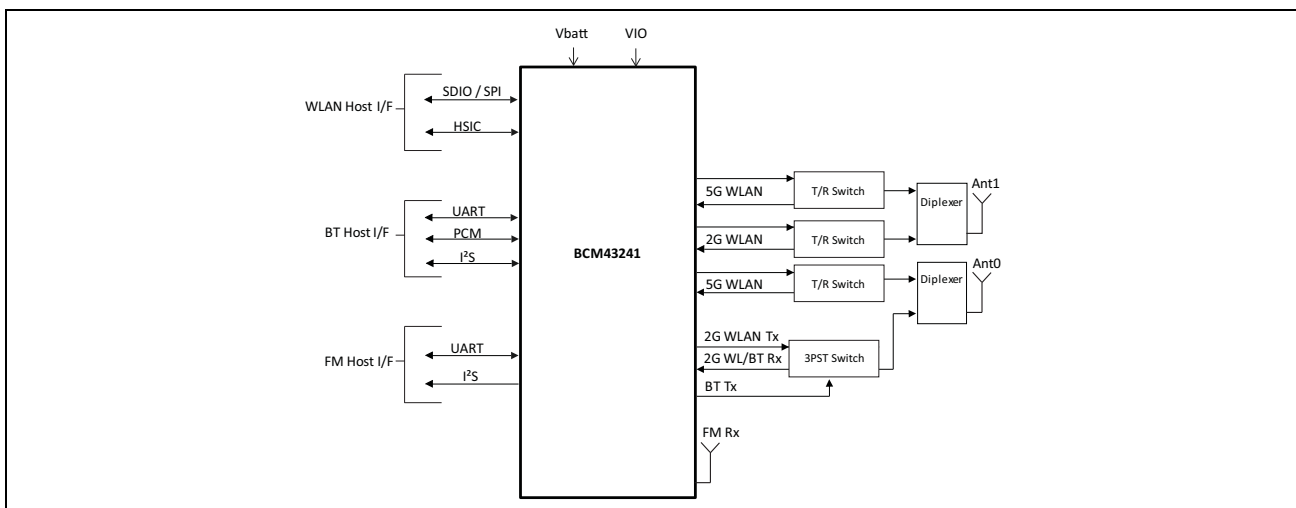 Vbatt
VIO
WLAN Host I/F
SDIO / SPI
HSIC
BT Host I/F
UART
PCM
I²S
FM Host I/F
UART
I²S
BCM43241
5G WLAN
T/R Switch
2G WLAN
T/R Switch
Diplexer
Ant1
5G WLAN
T/R Switch
Diplexer
Ant0
2G WLAN Tx
2G WL/BT Rx
BT Tx
3PST Switch
FM Rx